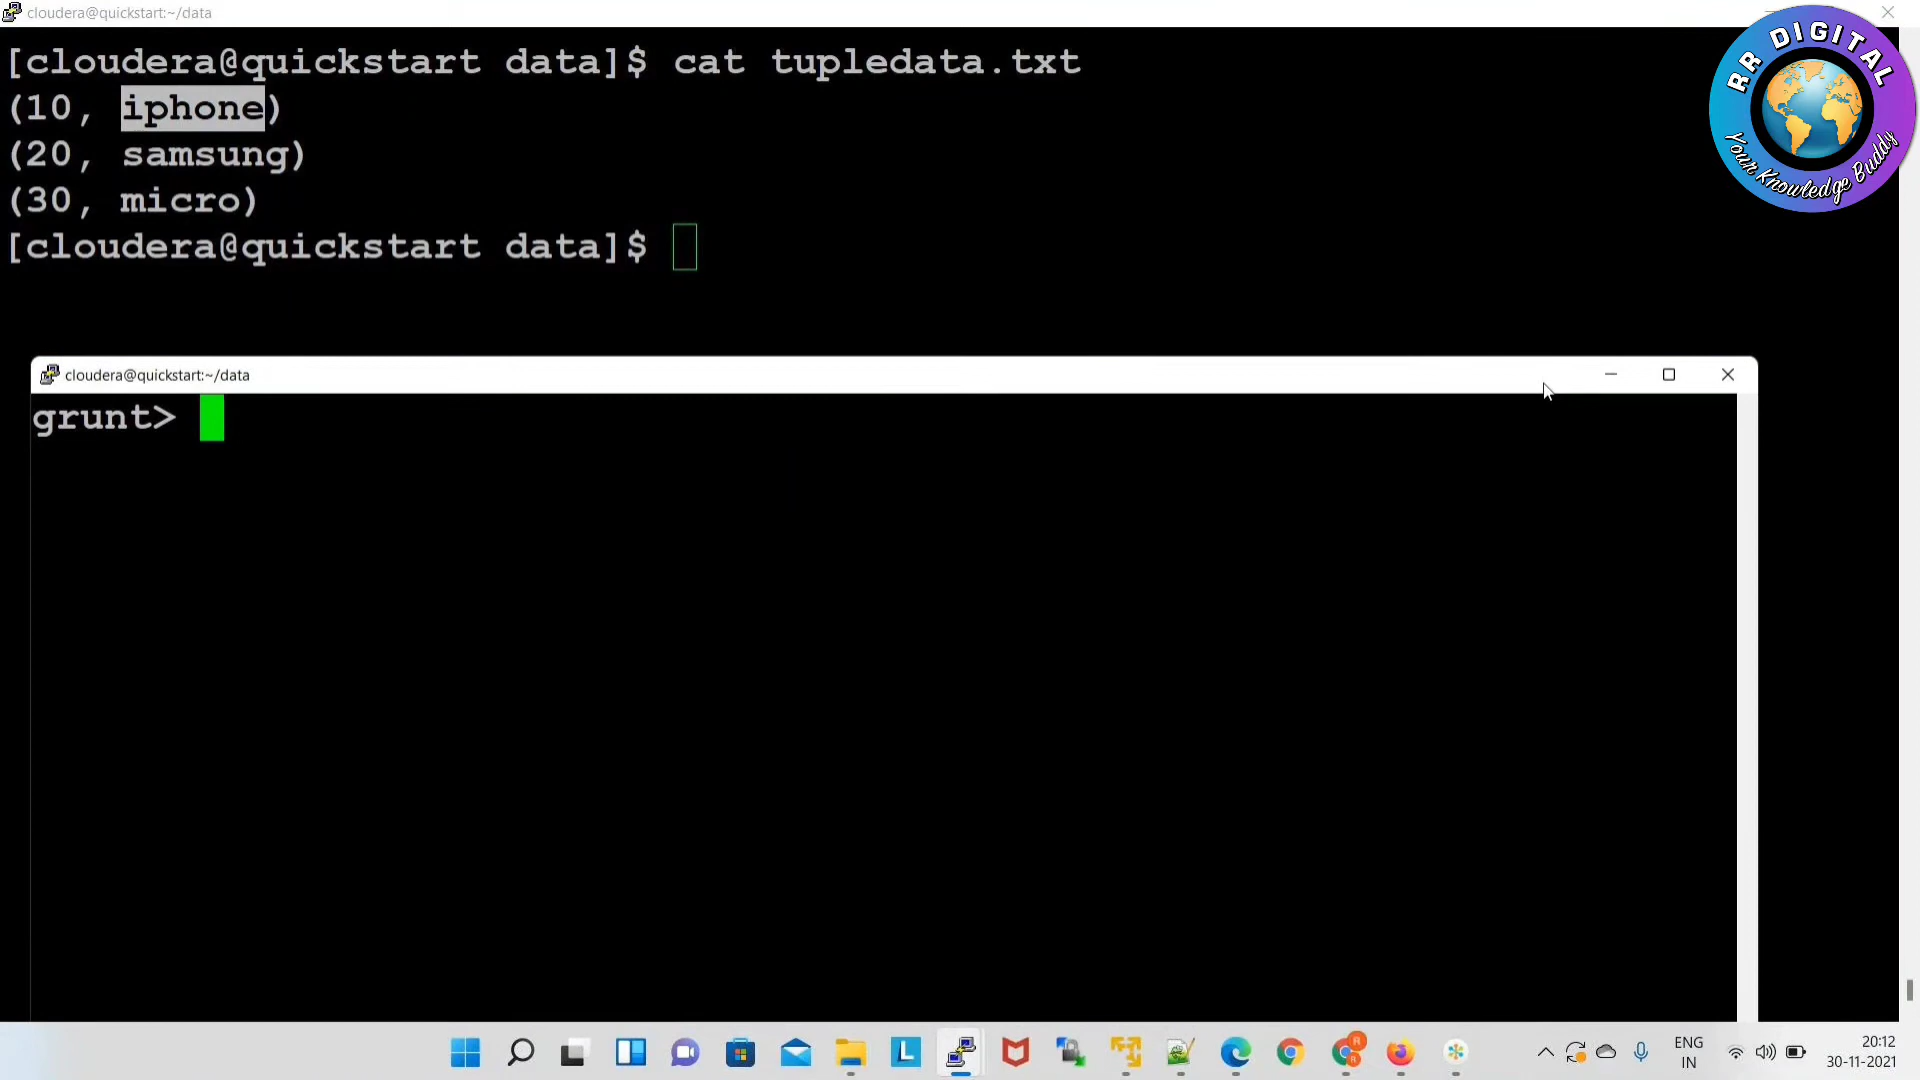 cloudera@quickstart:~/data
[cloudera@quickstart data]$ cat tupledata.txt
(10, iphone)
(20, samsung)
(30, micro)
[cloudera@quickstart data]$
RR DIGITAL
Your Knowledge Buddy
cloudera@quickstart:~/data
grunt>
ENG
IN
20:12
30-11-2021